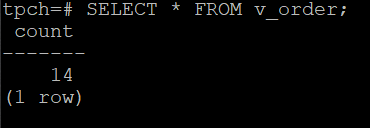 tpch=# SELECT * FROM v_order;
 count
-------
    14
(1 row)